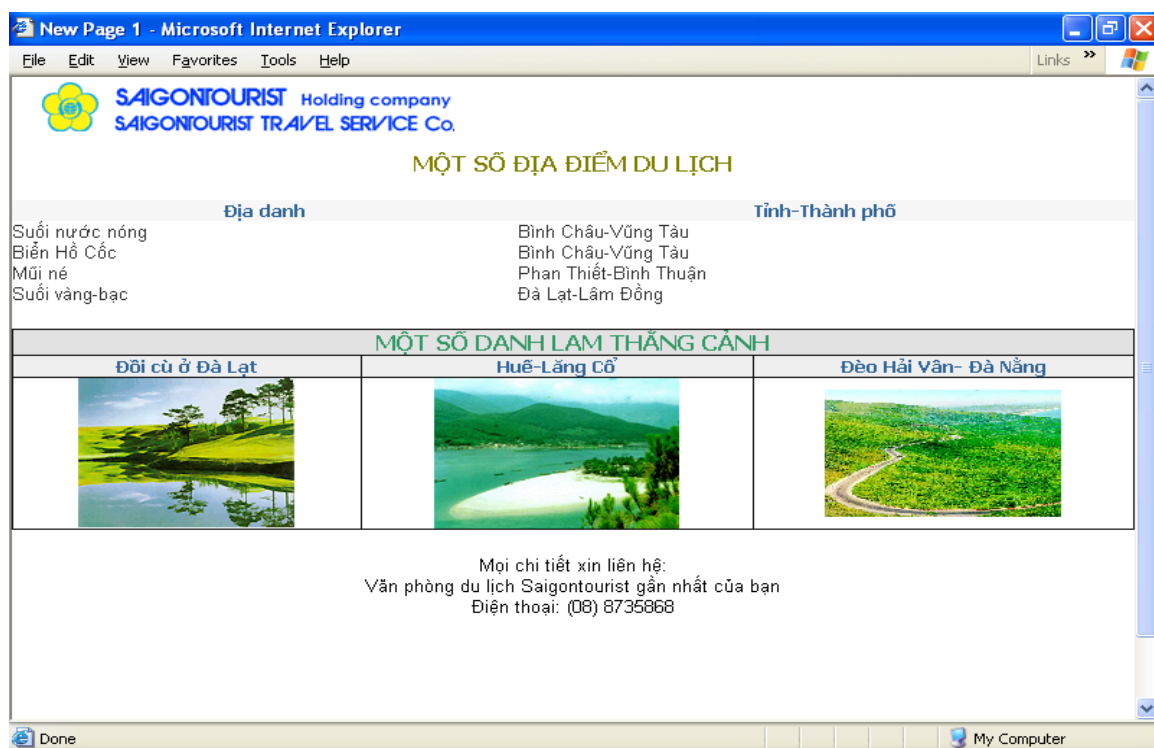 New Page 1 - Microsoft Internet Explorer
File Edit View Favorites Tools Help Links »
SAIGONTOURIST Holding company
SAIGONTOURIST TRAVEL SERVICE Co.
MỘT SỐ ĐỊA ĐIỂM DU LỊCH
Địa danh Tỉnh-Thành phố
Suối nước nóng Bình Châu-Vũng Tàu
Biển Hồ Cốc Bình Châu-Vũng Tàu
Mũi né Phan Thiết-Bình Thuận
Suối vàng-bạc Đà Lạt-Lâm Đồng
MỘT SỐ DANH LAM THẮNG CẢNH
Đồi cù ở Đà Lạt Huế-Lăng Cổ Đèo Hải Vân- Đà Nẵng
Mọi chi tiết xin liên hệ:
Văn phòng du lịch Saigontourist gần nhất của bạn
Điện thoại: (08) 8735868
Done My Computer